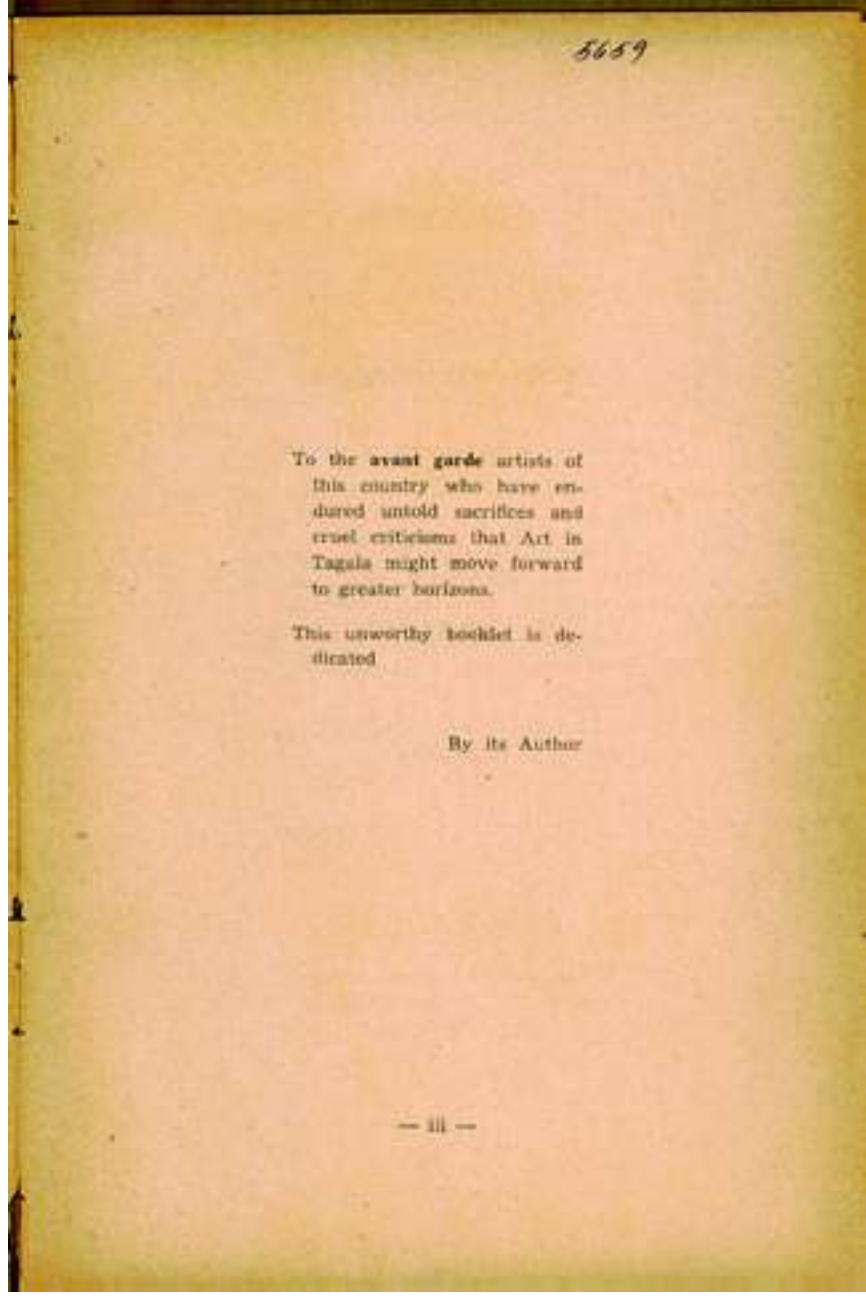 5659
To the avant garde artists of
this country who have en-
dured untold sacrifices and
cruel criticisms that Art in
Tagala might move forward
to greater horizons.
This unworthy booklet is de-
dicated
By its Author
— iii —